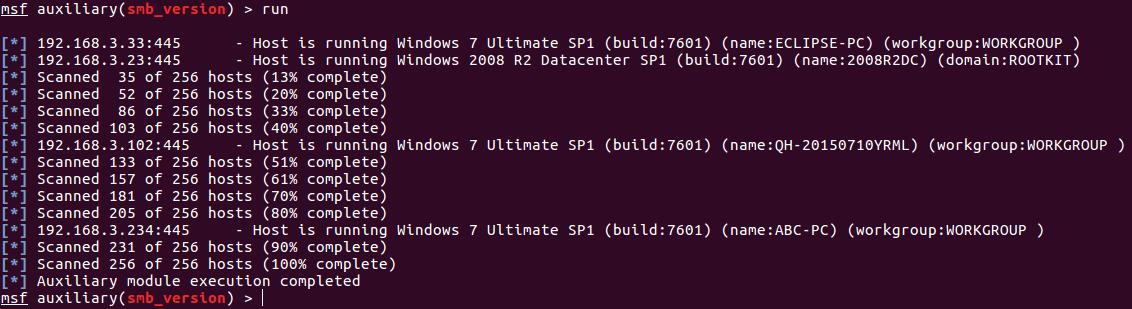 msf auxiliary(smb_version) > run
[*] 192.168.3.33:445      - Host is running Windows 7 Ultimate SP1 (build:7601) (name:ECLIPSE-PC) (workgroup:WORKGROUP )
[*] 192.168.3.23:445      - Host is running Windows 2008 R2 Datacenter SP1 (build:7601) (name:2008R2DC) (domain:ROOTKIT)
[*] Scanned  35 of 256 hosts (13% complete)
[*] Scanned  52 of 256 hosts (20% complete)
[*] Scanned  86 of 256 hosts (33% complete)
[*] Scanned 103 of 256 hosts (40% complete)
[*] 192.168.3.102:445     - Host is running Windows 7 Ultimate SP1 (build:7601) (name:QH-20150710YRML) (workgroup:WORKGROUP )
[*] Scanned 133 of 256 hosts (51% complete)
[*] Scanned 157 of 256 hosts (61% complete)
[*] Scanned 181 of 256 hosts (70% complete)
[*] Scanned 205 of 256 hosts (80% complete)
[*] 192.168.3.234:445     - Host is running Windows 7 Ultimate SP1 (build:7601) (name:ABC-PC) (workgroup:WORKGROUP )
[*] Scanned 231 of 256 hosts (90% complete)
[*] Scanned 256 of 256 hosts (100% complete)
[*] Auxiliary module execution completed
msf auxiliary(smb_version) >